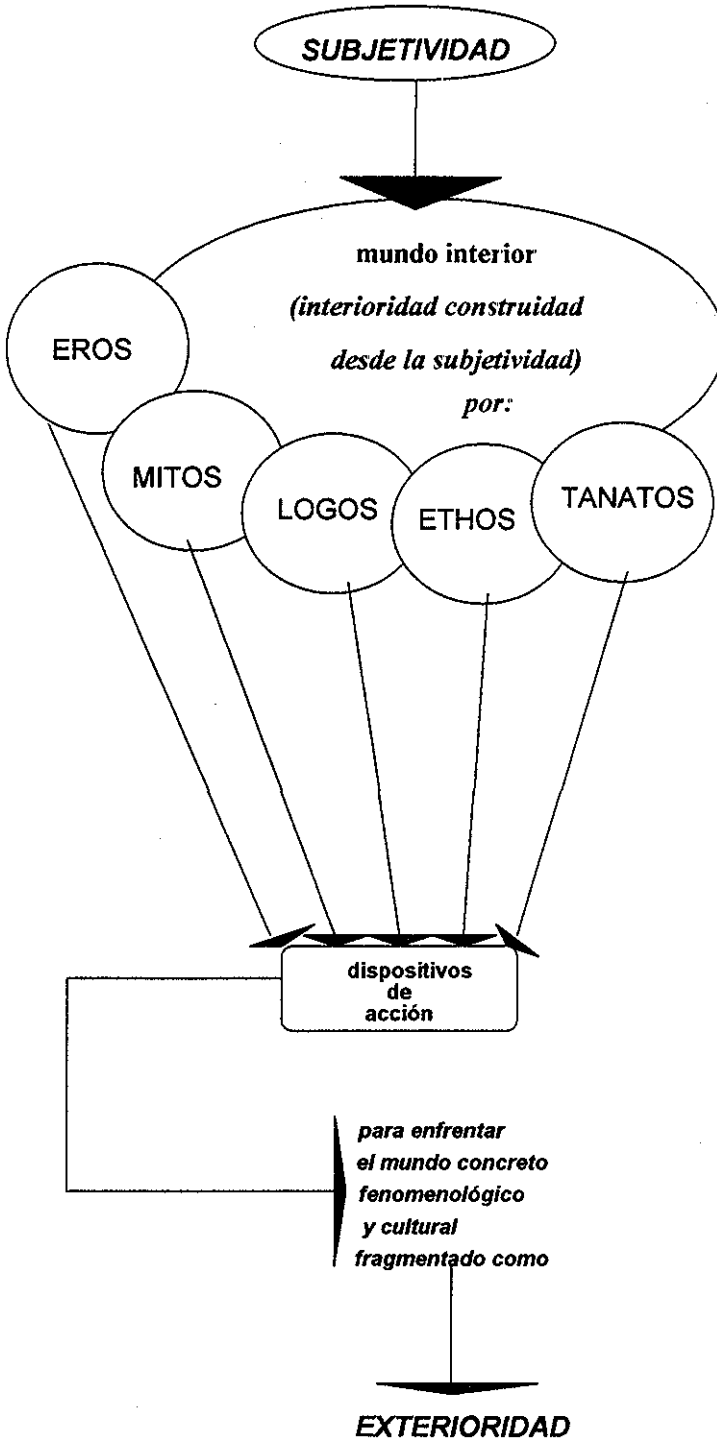 SUBJETIVIDAD
mundo interior
(interioridad construidad
desde la subjetividad)
por:
EROS
MITOS
LOGOS
ETHOS
TANATOS
dispositivos
de
acción
para enfrentar
el mundo concreto
fenomenológico
y cultural
fragmentado como
EXTERIORIDAD